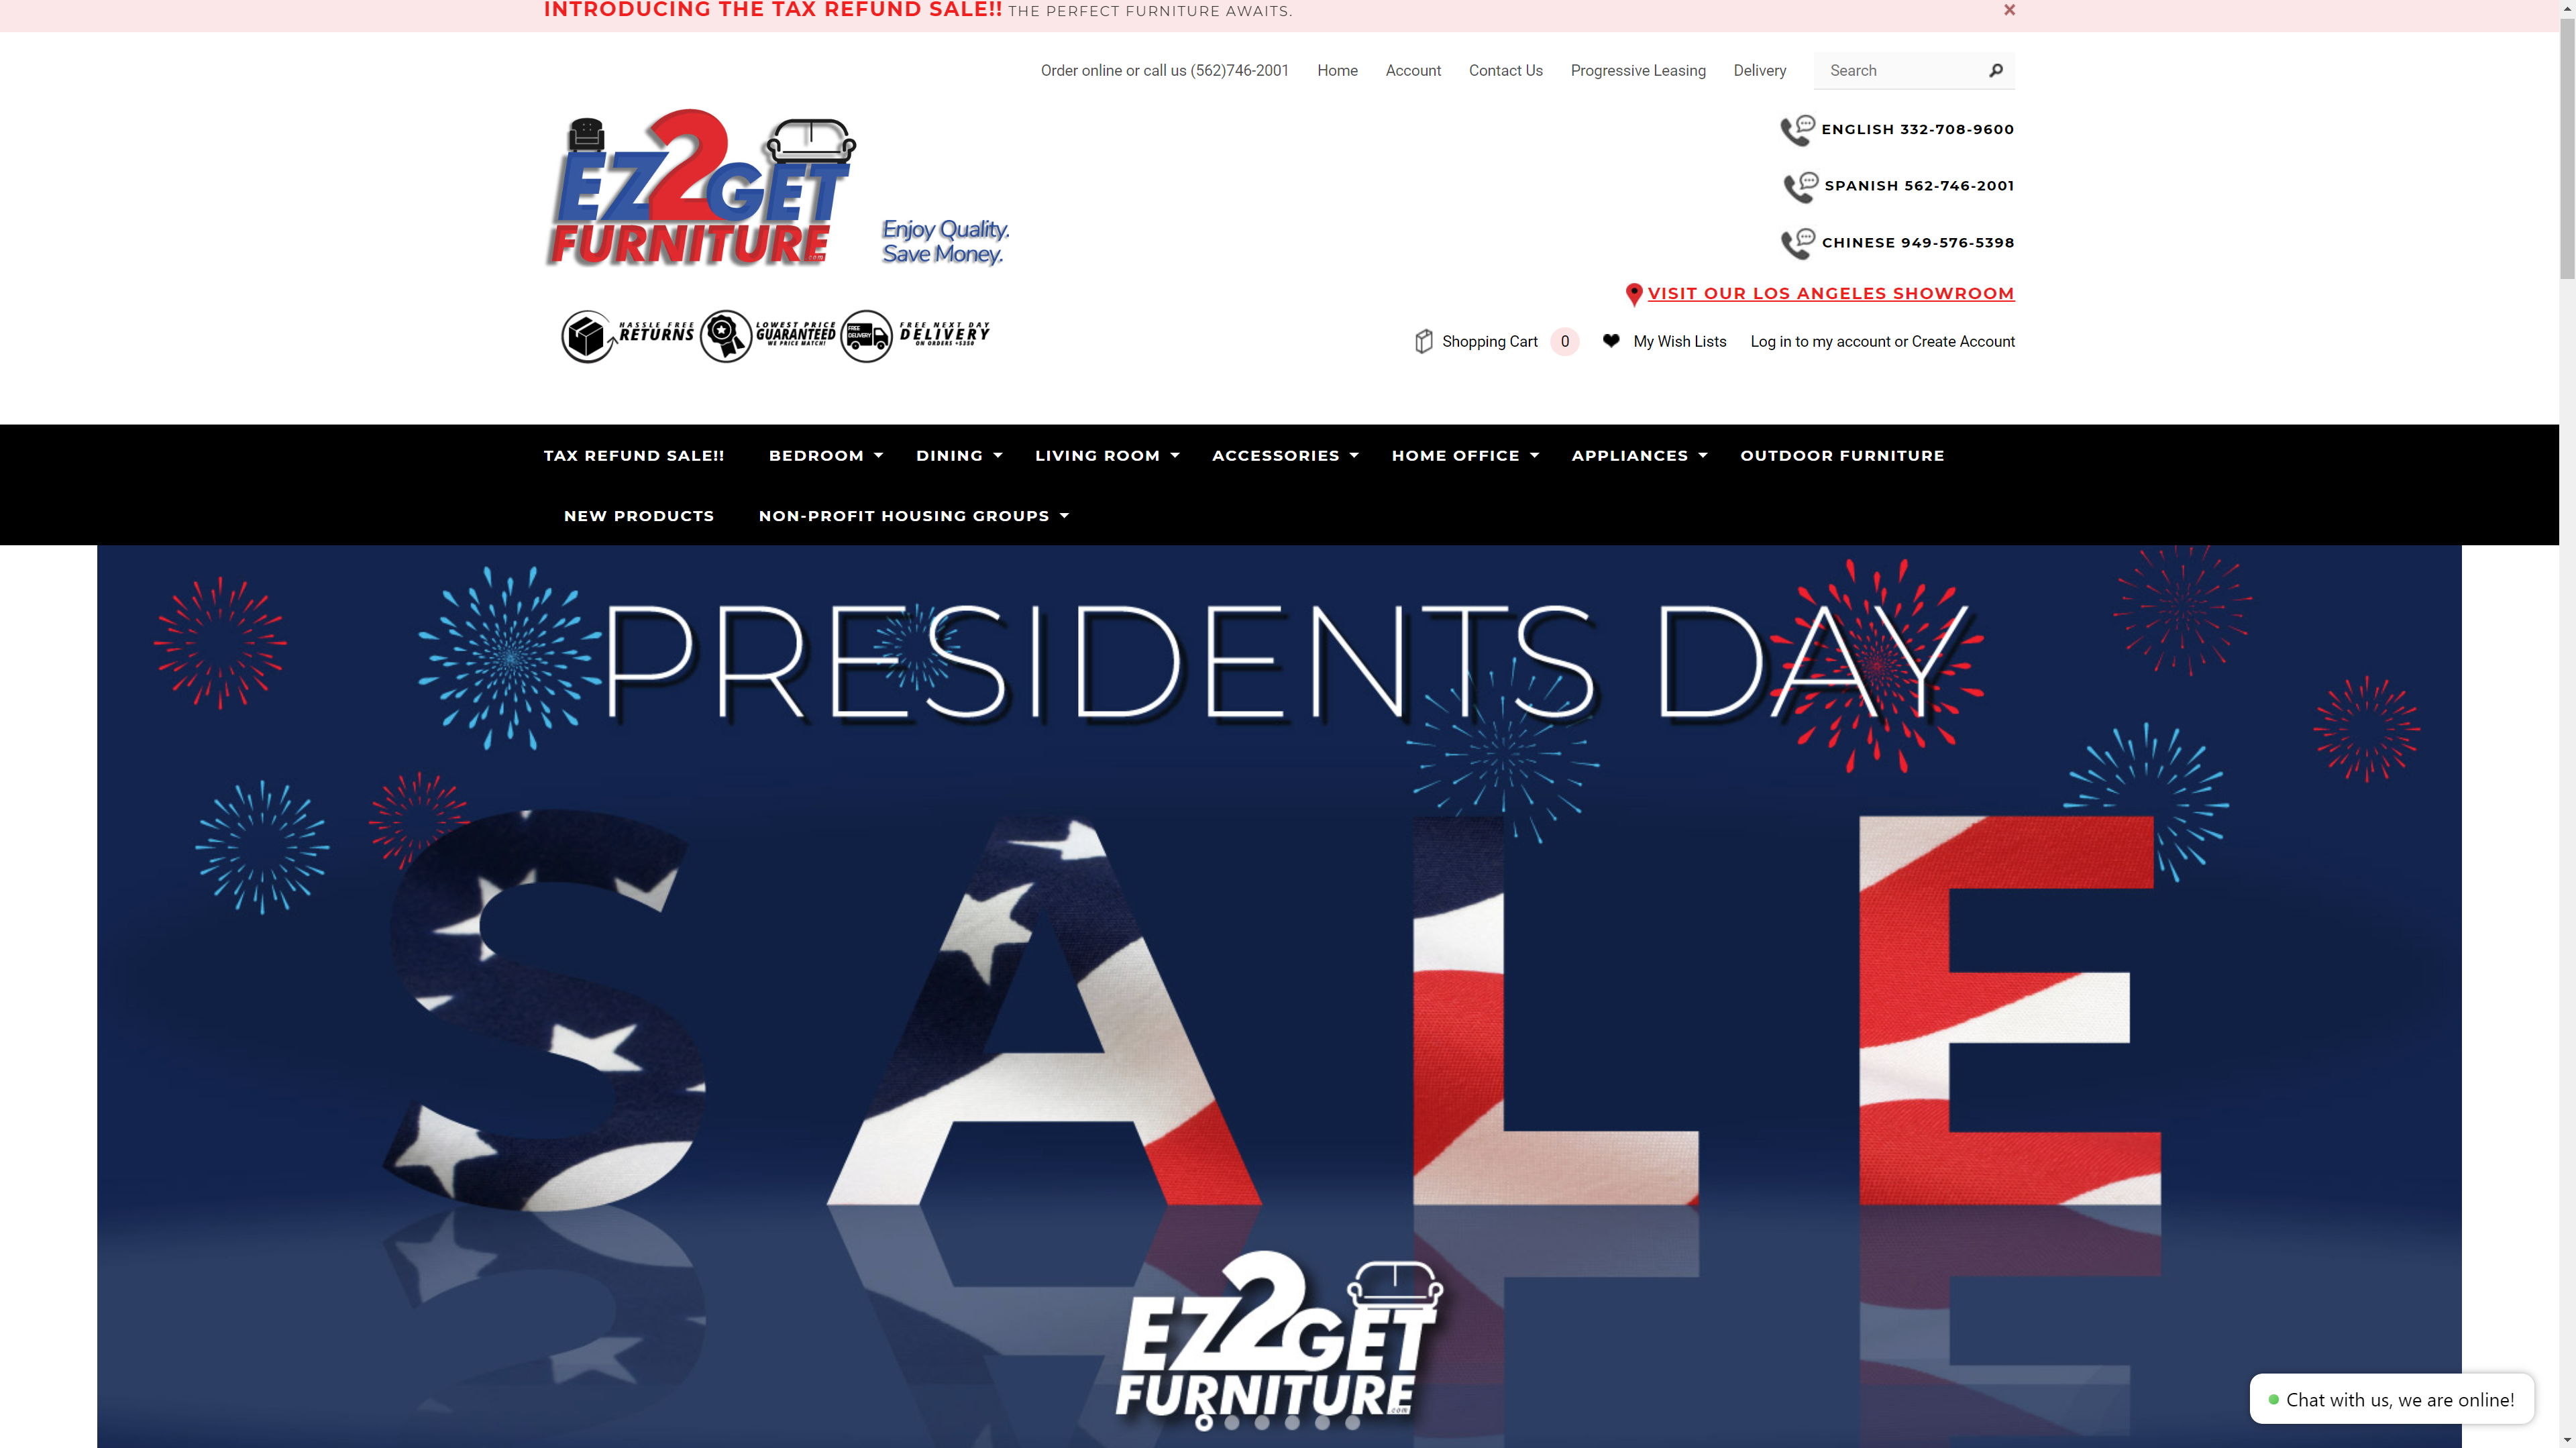 INTRODUCING THE TAX REFUND SALE!! THE PERFECT FURNITURE AWAITS.
Order online or call us (562)746-2001 Home Account Contact Us Progressive Leasing Delivery Search
EZ2GET
FURNITURE
.com
Enjoy Quality.
Save Money.
ENGLISH 332-708-9600
SPANISH 562-746-2001
CHINESE 949-576-5398
VISIT OUR LOS ANGELES SHOWROOM
HASSLE FREE
RETURNS
LOWEST PRICE
GUARANTEED
WE PRICE MATCH!
FREE
DELIVERY
FREE NEXT DAY
DELIVERY
ON ORDERS +$350
Shopping Cart 0 My Wish Lists Log in to my account or Create Account
TAX REFUND SALE!! BEDROOM DINING LIVING ROOM ACCESSORIES HOME OFFICE APPLIANCES OUTDOOR FURNITURE
NEW PRODUCTS NON-PROFIT HOUSING GROUPS
PRESIDENTS DAY
SALE
EZ2GET
FURNITURE
.com
Chat with us, we are online!